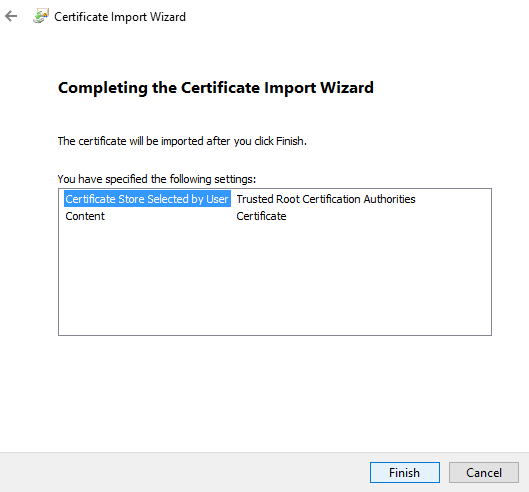 Certificate Import Wizard
Completing the Certificate Import Wizard
The certificate will be imported after you click Finish.
You have specified the following settings:
Certificate Store Selected by User Trusted Root Certification Authorities
Content Certificate
Finish Cancel